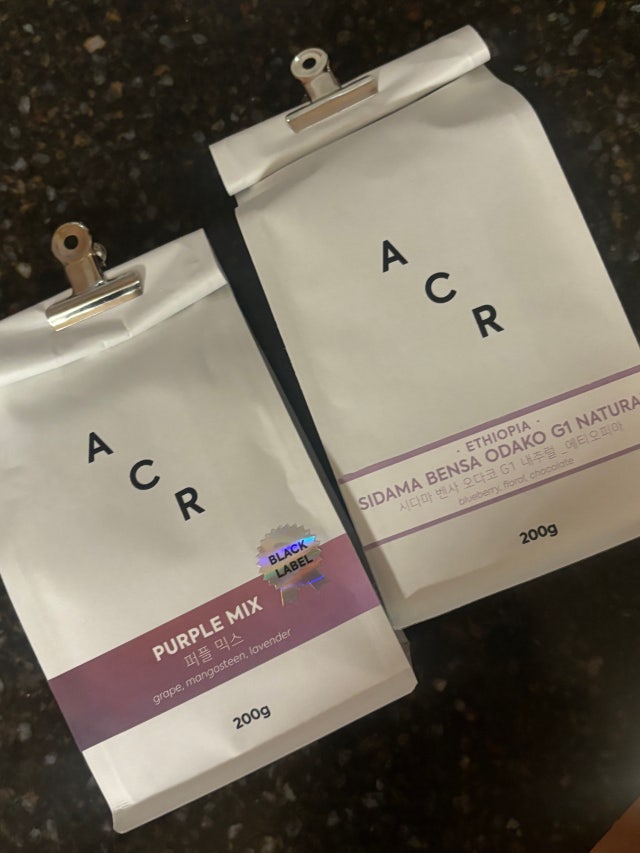 A
C
R
BLACK
LABEL
PURPLE MIX
퍼플 믹스
grape, mangosteen, lavender
200g
A
C
R
· ETHIOPIA ·
SIDAMA BENSA ODAKO G1 NATURA
시다마 벤사 오다코 G1 내추럴 _ 에티오피아
blueberry, floral, chocolate
200g